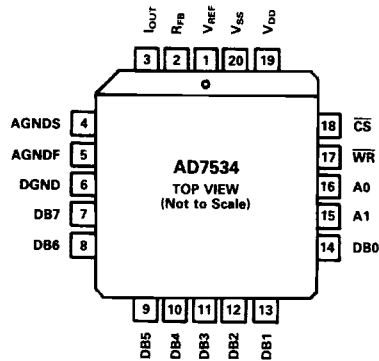 IOUT RFB VREF VSS VDD
3 2 1 20 19
AGNDS 4
AGNDF 5
DGND 6
DB7 7
DB6 8
AD7534
TOP VIEW
(Not to Scale)
18 C̅S̅
17 W̅R̅
16 A0
15 A1
14 DB0
9 10 11 12 13
DB5 DB4 DB3 DB2 DB1